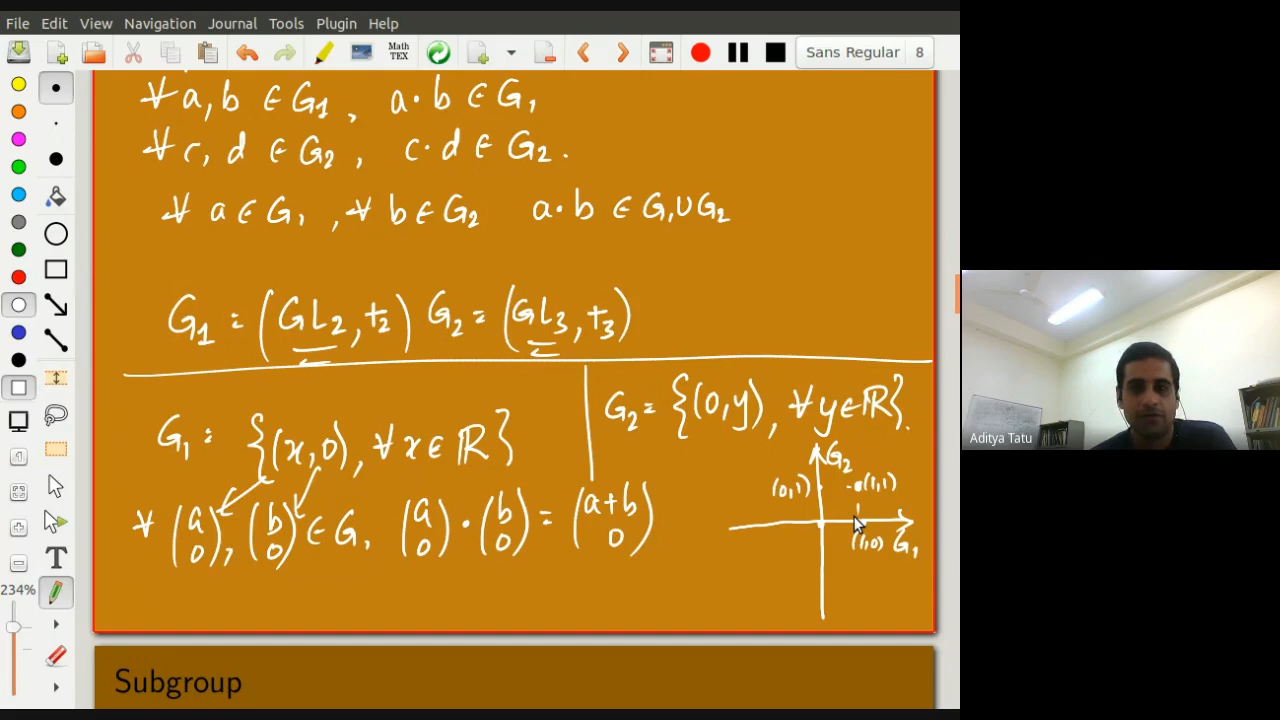 File Edit View Navigation Journal Tools Plugin Help
Math TEX
Sans Regular 8
∀ a, b ∈ G1, a·b ∈ G1
∀ c, d ∈ G2, c·d ∈ G2.
∀ a ∈ G1, ∀ b ∈ G2 a·b ∈ G1 ∪ G2
G1 = (GL2, +2) G2 = (GL3, +3)
G1 = {(x,0), ∀ x ∈ ℝ}
G2 = {(0,y), ∀ y ∈ ℝ}.
∀ (a 0), (b 0) ∈ G1 (a 0) · (b 0) = (a+b 0)
G2
(0,1) (1,1)
(1,0) G1
234%
Subgroup
Aditya Tatu